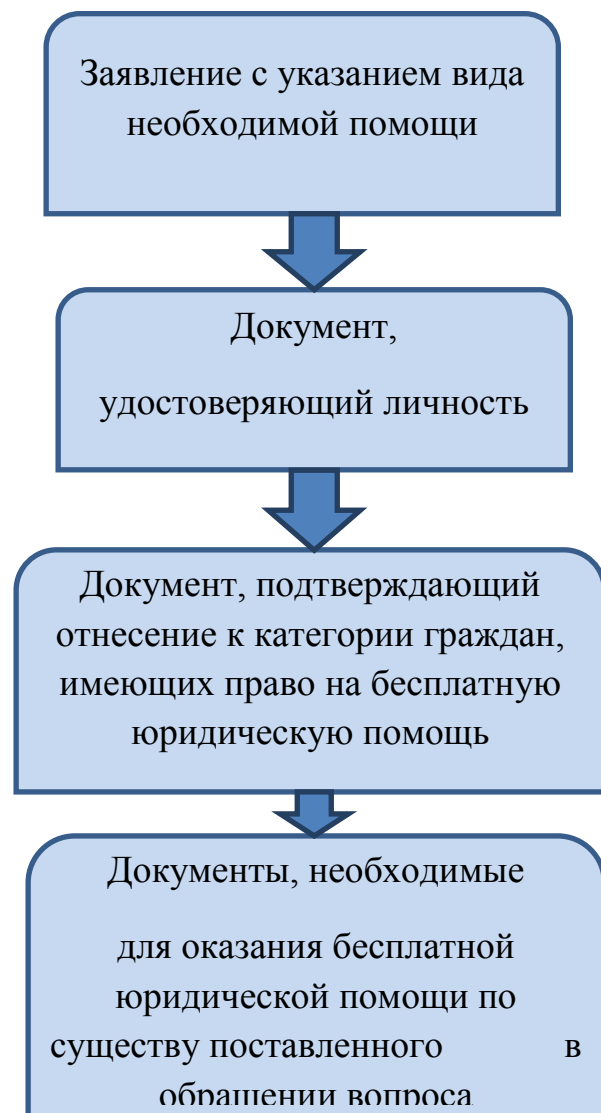 Заявление с указанием вида
необходимой помощи
Документ,
удостоверяющий личность
Документ, подтверждающий
отнесение к категории граждан,
имеющих право на бесплатную
юридическую помощь
Документы, необходимые
для оказания бесплатной
юридической помощи по
существу поставленного в
обращении вопроса